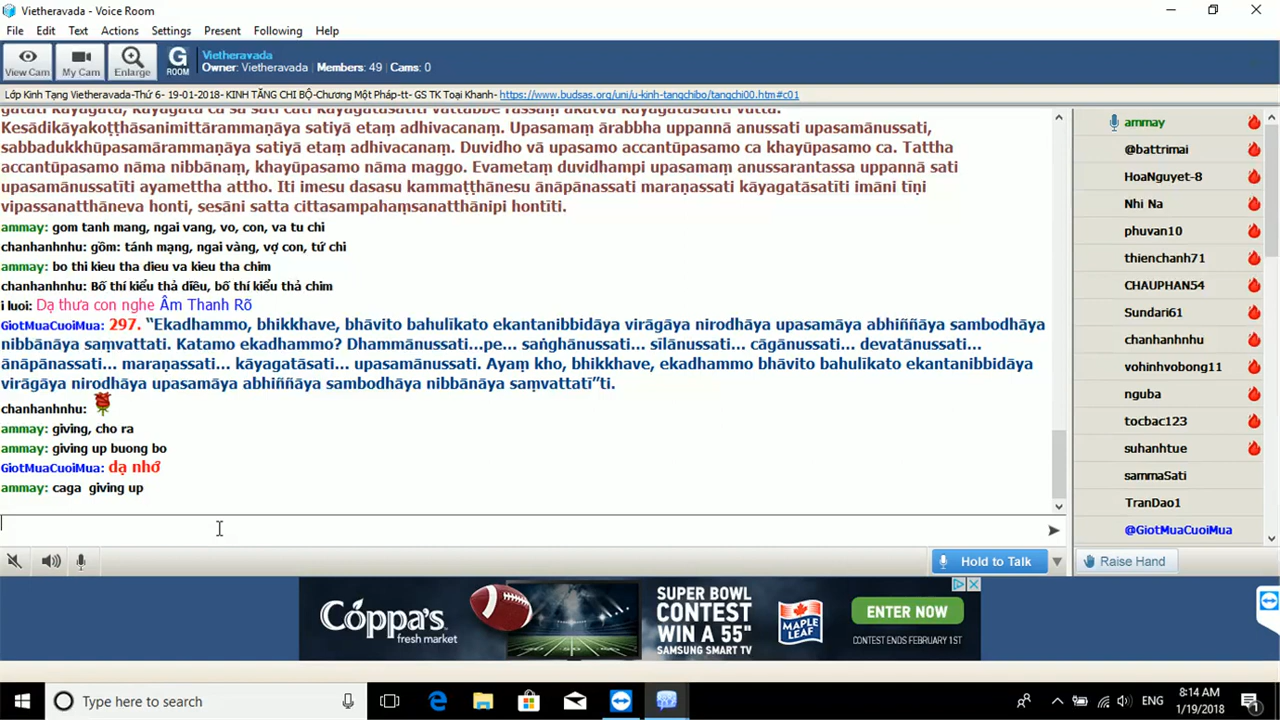 Vietheravada - Voice Room
File Edit Text Actions Settings Present Following Help
View Cam My Cam Enlarge G ROOM Vietheravada
Owner: Vietheravada | Members: 49 | Cams: 0
Lớp Kinh Tạng Vietheravada-Thứ 6- 19-01-2018- KINH TĂNG CHI BỘ-Chương Một Pháp-tt- GS TK Toại Khanh- https://www.budsas.org/uni/u-kinh-tangchibo/tangchi00.htm#c01
Kesādikāyakoṭṭhāsanimittārammaṇāya satiyā etaṃ adhivacanaṃ. Upasamaṃ ārabbha uppannā anussati upasamānussati,
sabbadukkhūpasamārammaṇāya satiyā etaṃ adhivacanaṃ. Duvidho vā upasamo accantūpasamo ca khayūpasamo ca. Tattha
accantūpasamo nāma nibbānaṃ, khayūpasamo nāma maggo. Evametaṃ duvidhampi upasamaṃ anussarantassa uppannā sati
upasamānussatīti ayamettha attho. Iti imesu dasasu kammaṭṭhānesu ānāpānassati maraṇassati kāyagatāsatīti imāni tīṇi
vipassanatthāneva honti, sesāni satta cittasampahaṃsanatthānipi hontīti.
ammay: gom tanh mang, ngai vang, vo, con, va tu chi
chanhanhnhu: gồm: tánh mạng, ngai vàng, vợ con, tứ chi
ammay: bo thi kieu tha dieu va kieu tha chim
chanhanhnhu: Bố thí kiểu thả diều, bố thí kiểu thả chim
i luoi: Dạ thưa con nghe Âm Thanh Rõ
GiotMuaCuoiMua: 297. "Ekadhammo, bhikkhave, bhāvito bahulīkato ekantanibbidāya virāgāya nirodhāya upasamāya abhiññāya sambodhāya
nibbānāya saṃvattati. Katamo ekadhammo? Dhammānussati...pe... saṅghānussati... sīlānussati... cāgānussati... devatānussati...
ānāpānassati... maraṇassati... kāyagatāsati... upasamānussati. Ayaṃ kho, bhikkhave, ekadhammo bhāvito bahulīkato ekantanibbidāya
virāgāya nirodhāya upasamāya abhiññāya sambodhāya nibbānāya saṃvattatī"ti.
chanhanhnhu:
ammay: giving, cho ra
ammay: giving up buong bo
GiotMuaCuoiMua: dạ nhớ
ammay: caga giving up
ammay
@battrimai
HoaNguyet-8
Nhi Na
phuvan10
thienchanh71
CHAUPHAN54
Sundari61
chanhanhnhu
vohinhvobong11
nguba
tocbac123
suhanhtue
sammaSati
TranDao1
@GiotMuaCuoiMua
Hold to Talk Raise Hand
Coppa's fresh market
SUPER BOWL
CONTEST
WIN A 55"
SAMSUNG SMART TV
MAPLE LEAF
ENTER NOW
CONTEST ENDS FEBRUARY 1ST
Type here to search
ENG
8:14 AM
1/19/2018
1